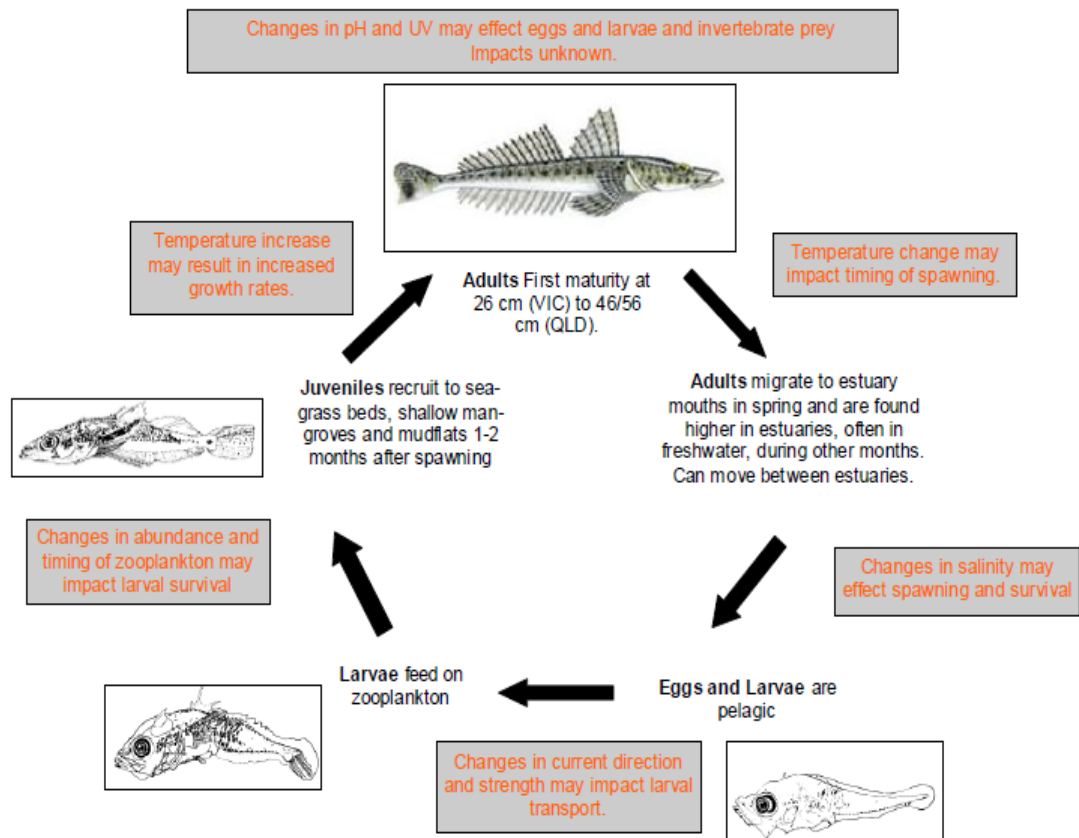 Changes in pH and UV may effect eggs and larvae and invertebrate prey
Impacts unknown.
Temperature increase
may result in increased
growth rates.
Temperature change may
impact timing of spawning.
Adults First maturity at
26 cm (VIC) to 46/56
cm (QLD).
Juveniles recruit to sea-
grass beds, shallow man-
groves and mudflats 1-2
months after spawning
Adults migrate to estuary
mouths in spring and are found
higher in estuaries, often in
freshwater, during other months.
Can move between estuaries.
Changes in abundance and
timing of zooplankton may
impact larval survival
Changes in salinity may
effect spawning and survival
Larvae feed on
zooplankton
Eggs and Larvae are
pelagic
Changes in current direction
and strength may impact larval
transport.